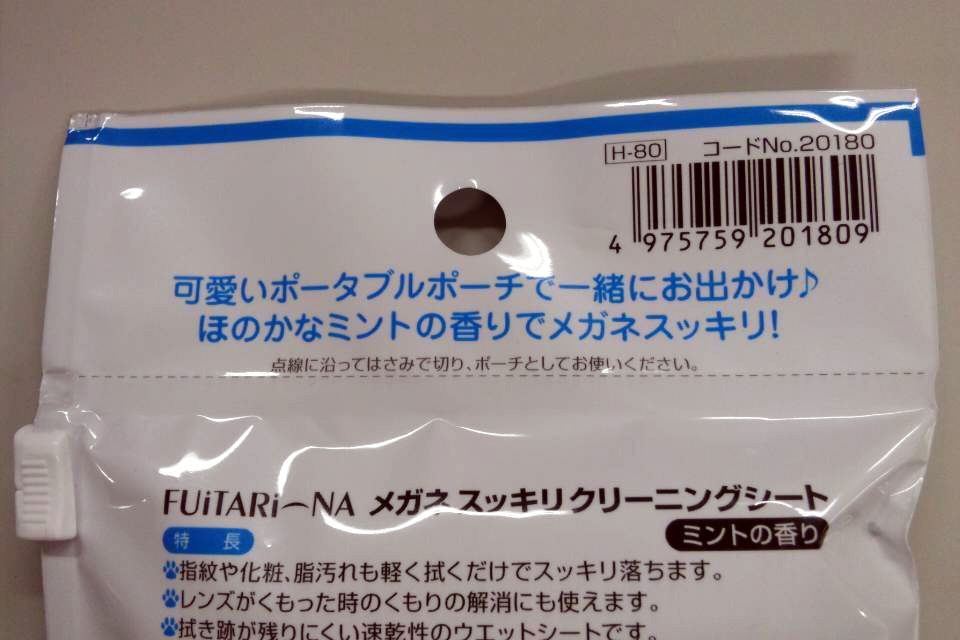 H-80 コードNo.20180
4 975759 201809
可愛いポータブルポーチで一緒にお出かけ♪
ほのかなミントの香りでメガネスッキリ!
点線に沿ってはさみで切り、ポーチとしてお使いください。
FUiTARi⌒NA メガネ スッキリクリーニングシート
ミントの香り
特 長
指紋や化粧、脂汚れも軽く拭くだけでスッキリ落ちます。
レンズがくもった時のくもりの解消にも使えます。
拭き跡が残りにくい速乾性のウエットシートです。